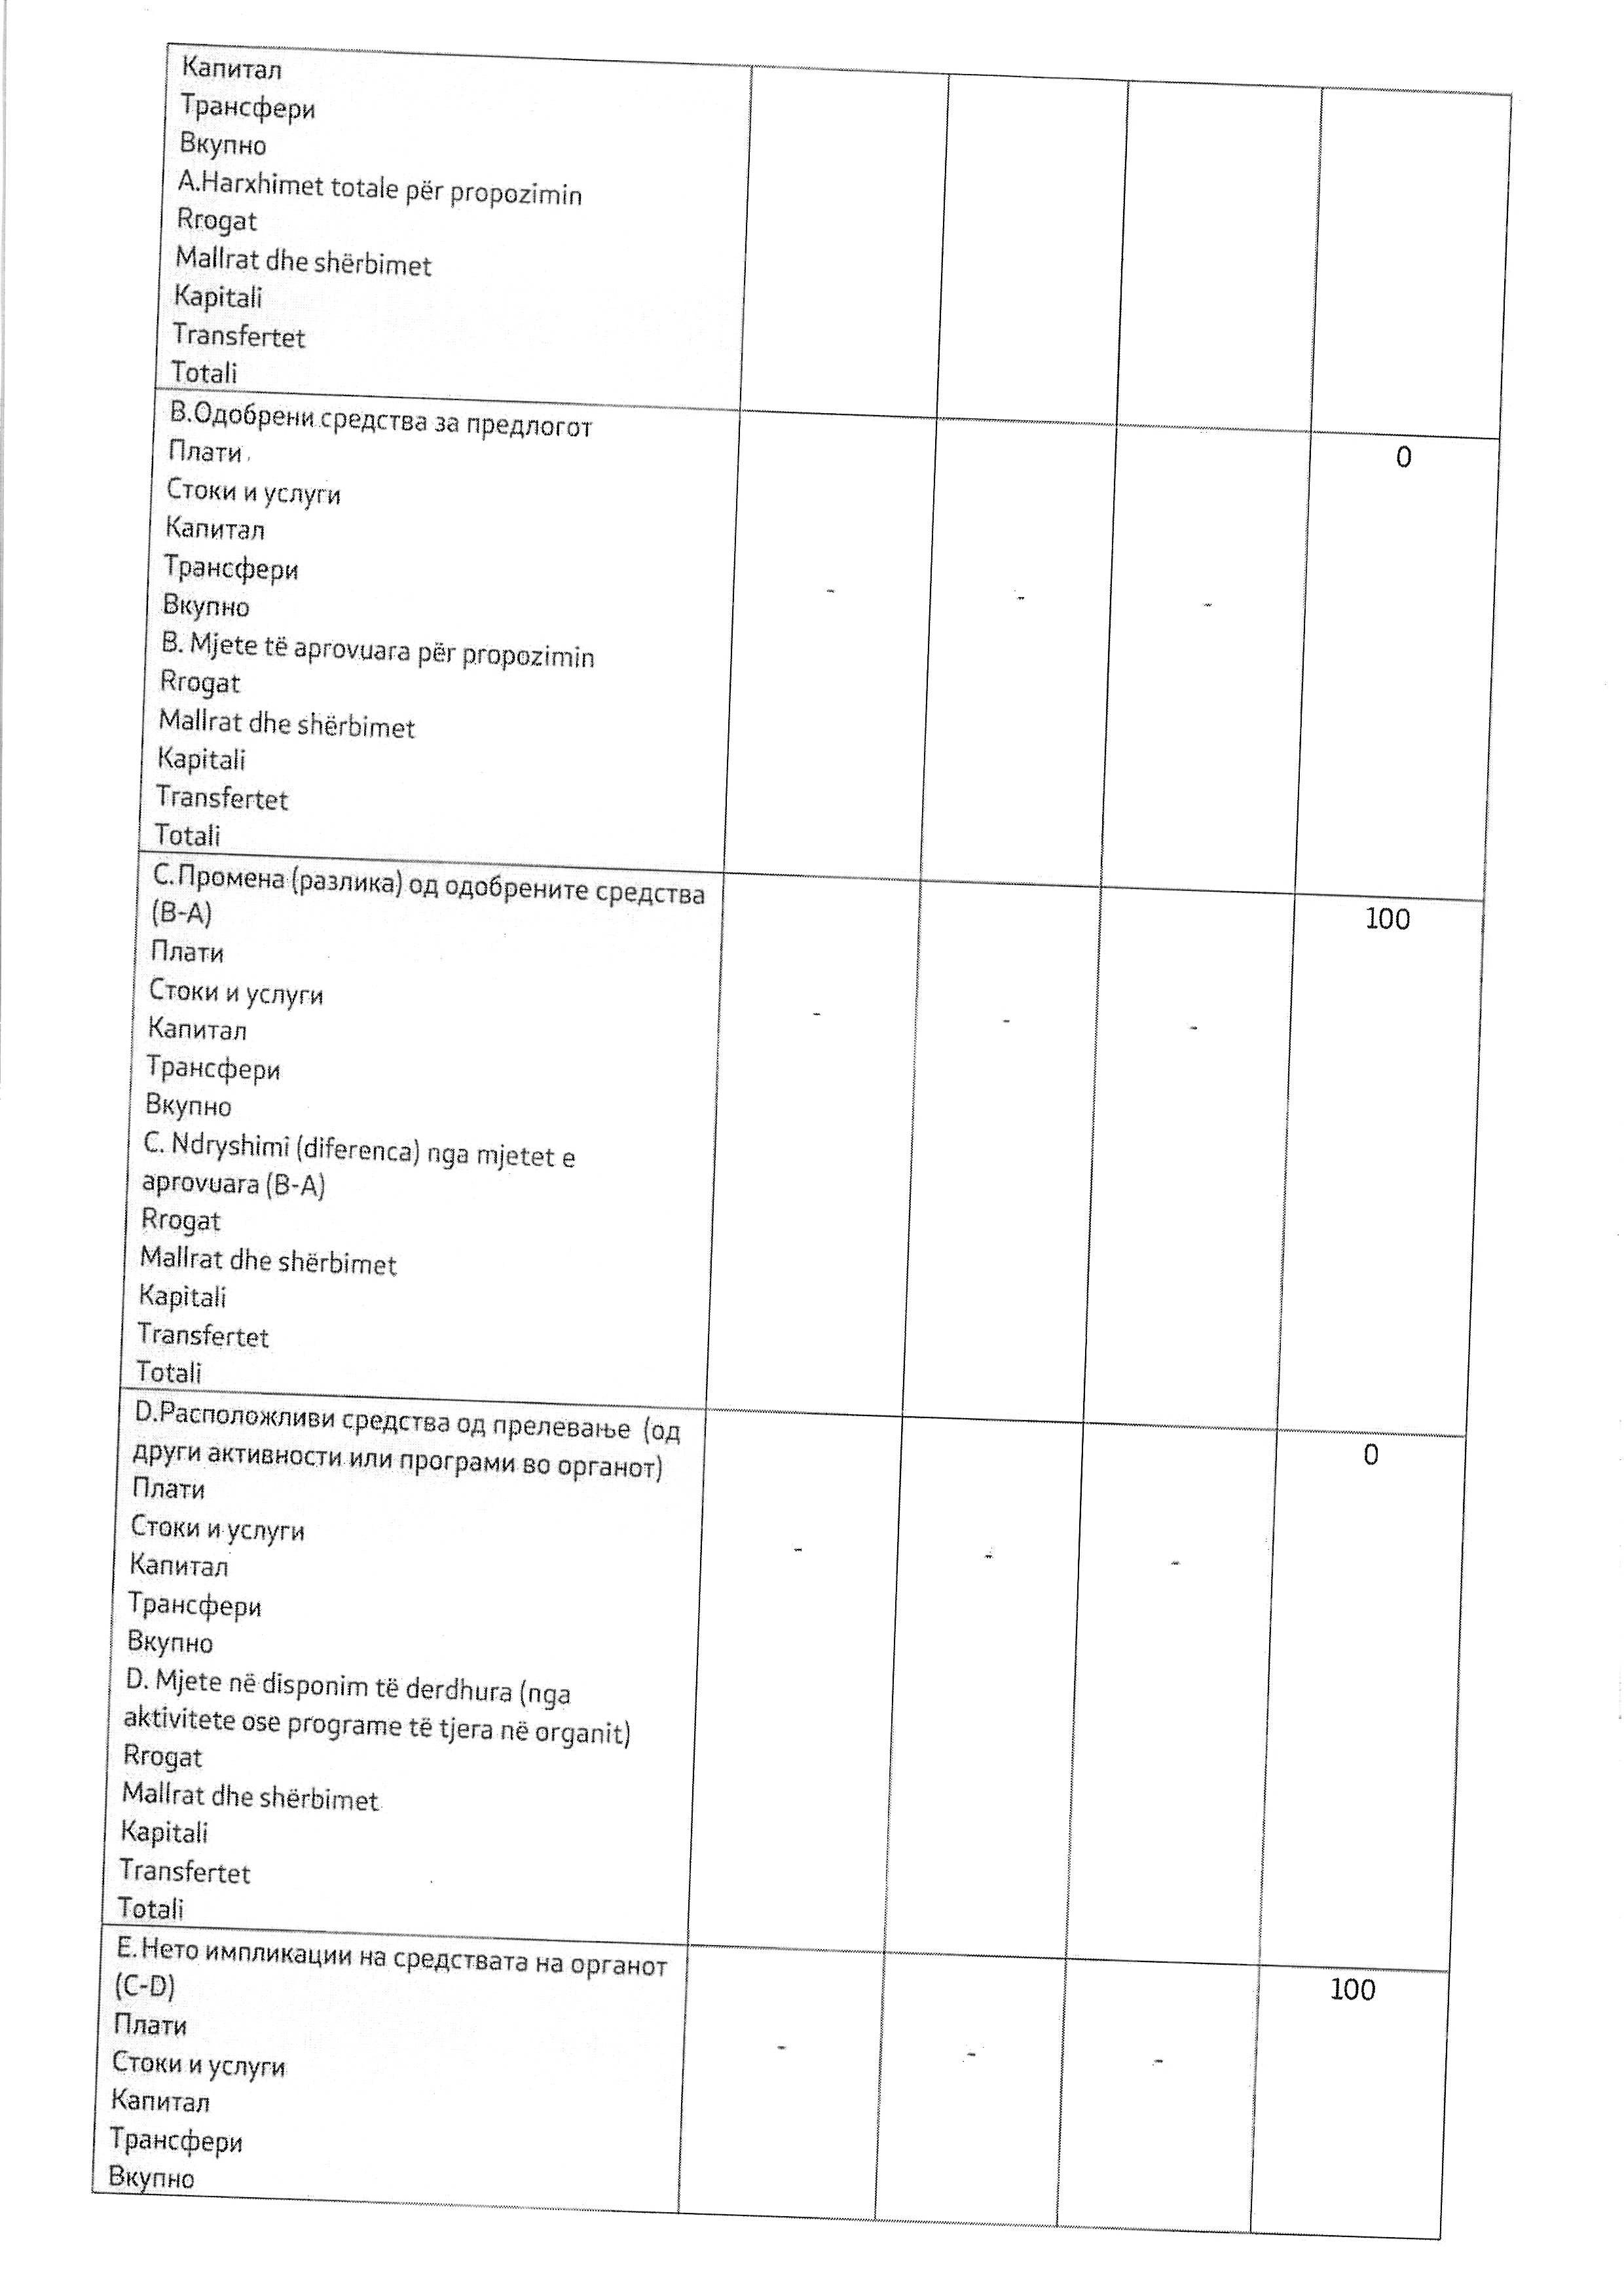 Капитал
Трансфери
Вкупно
A.Harxhimet totale për propozimin
Rrogat
Mallrat dhe shërbimet
Kapitali
Transfertet
Totali
B.Одобрени средства за предлогот
0
Плати
Стоки и услуги
Капитал
Трансфери
- - -
Вкупно
B. Mjete të aprovuara për propozimin
Rrogat
Mallrat dhe shërbimet
Kapitali
Transfertet
Totali
C.Промена (разлика) од одобрените средства
100
(B-A)
Плати
Стоки и услуги
- - -
Капитал
Трансфери
Вкупно
C. Ndryshimi (diferenca) nga mjetet e
aprovuara (B-A)
Rrogat
Mallrat dhe shërbimet
Kapitali
Transfertet
Totali
D.Расположливи средства од прелевање (од
0
други активности или програми во органот)
Плати
Стоки и услуги
- - -
Капитал
Трансфери
Вкупно
D. Mjete në disponim të derdhura (nga
aktivitete ose programe të tjera në organit)
Rrogat
Mallrat dhe shërbimet
Kapitali
Transfertet
Totali
E.Нето импликации на средствата на органот
100
(C-D)
Плати
Стоки и услуги
- - -
Капитал
Трансфери
Вкупно